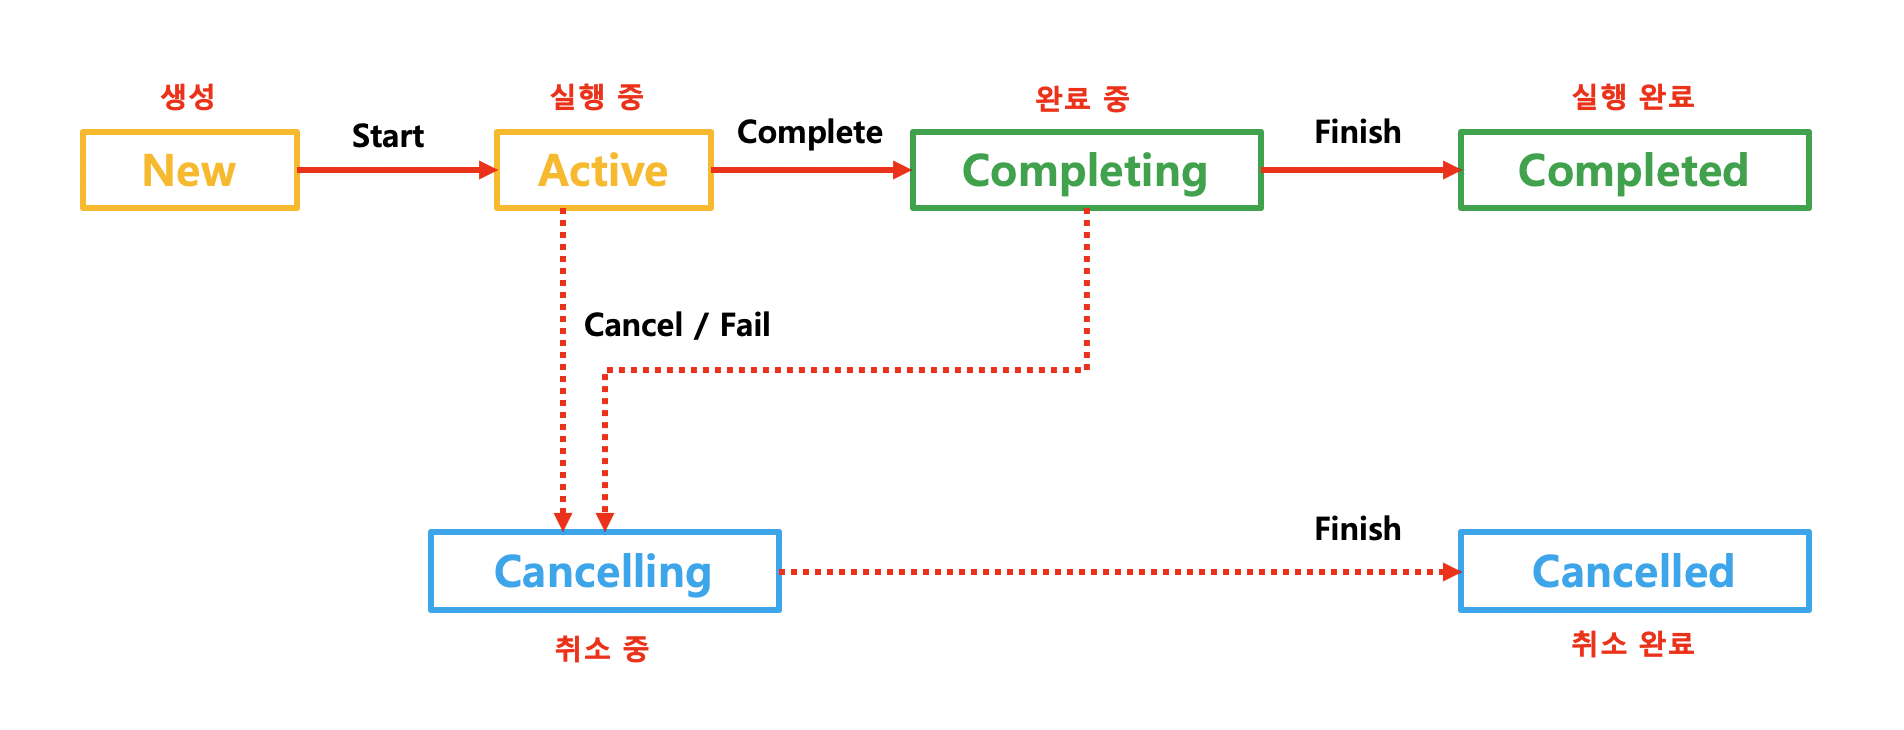 생성
실행 중
완료 중
실행 완료
Start
Complete
Finish
New
Active
Completing
Completed
Cancel / Fail
Finish
Cancelling
Cancelled
취소 중
취소 완료